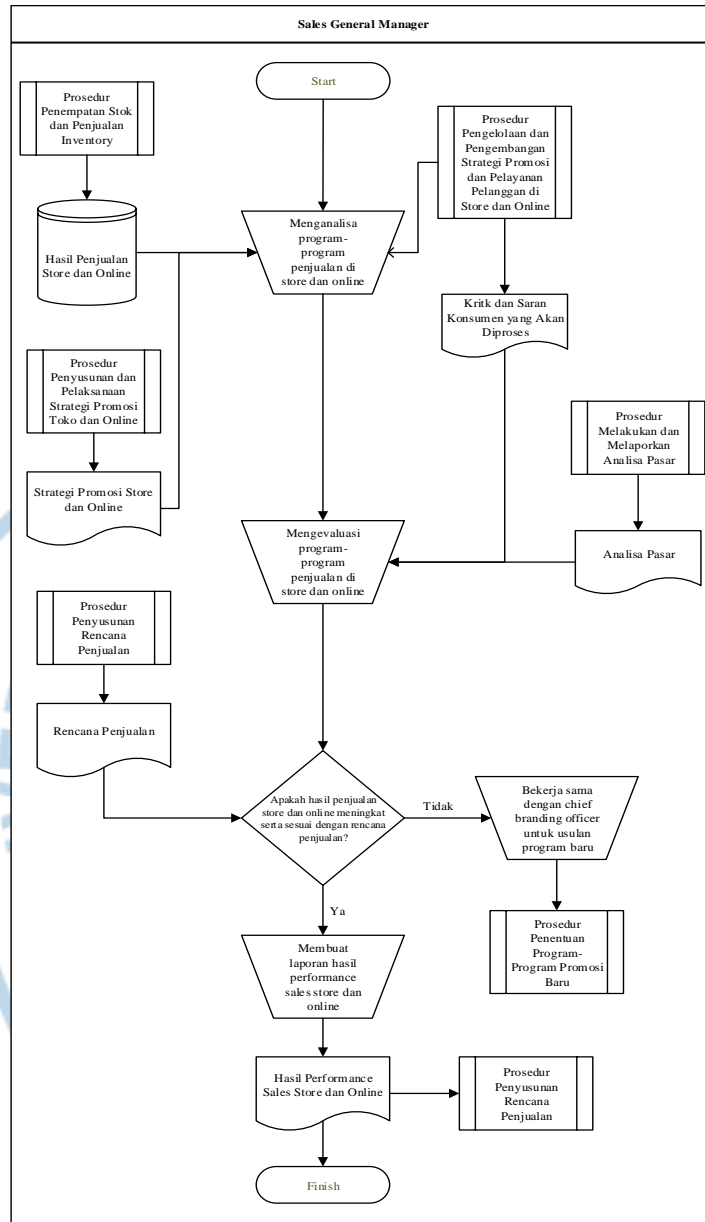 Sales General Manager
Start
Prosedur
Penempatan Stok
dan Penjualan
Inventory
Prosedur
Pengelolaan dan
Pengembangan
Strategi Promosi
dan Pelayanan
Pelanggan di
Store dan Online
Menganalisa
program-
program
penjualan di
store dan online
Hasil Penjualan
Store dan Online
Kritk dan Saran
Konsumen yang Akan
Diproses
Prosedur
Penyusunan dan
Pelaksanaan
Strategi Promosi
Toko dan Online
Prosedur
Melakukan dan
Melaporkan
Analisa Pasar
Strategi Promosi Store
dan Online
Mengevaluasi
program-
program
penjualan di
store dan online
Analisa Pasar
Prosedur
Penyusunan
Rencana
Penjualan
Rencana Penjualan
Apakah hasil penjualan
store dan online meningkat
serta sesuai dengan rencana
penjualan?
Tidak
Bekerja sama
dengan chief
branding officer
untuk usulan
program baru
Ya
Prosedur
Penentuan
Program-
Program Promosi
Baru
Membuat
laporan hasil
performance
sales store dan
online
Hasil Performance
Sales Store dan Online
Prosedur
Penyusunan
Rencana
Penjualan
Finish